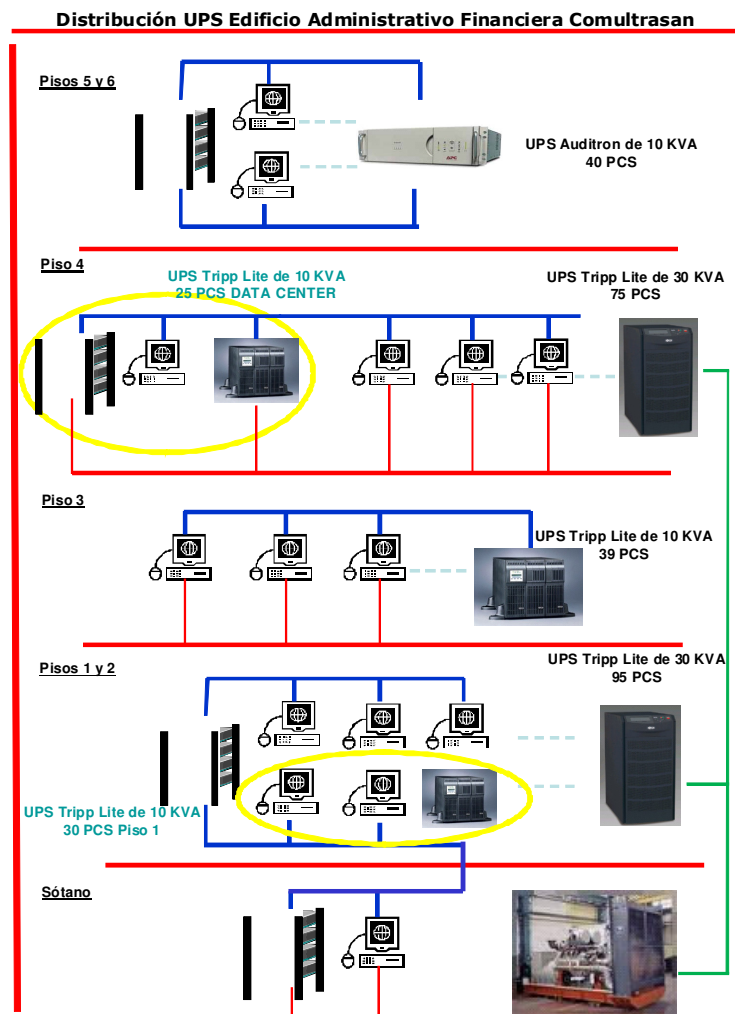 Distribución UPS Edificio Administrativo Financiera Comultrasan
Pisos 5 y 6
UPS Auditron de 10 KVA
40 PCS
APC
Piso 4
UPS Tripp Lite de 10 KVA
25 PCS DATA CENTER
UPS Tripp Lite de 30 KVA
75 PCS
Piso 3
UPS Tripp Lite de 10 KVA
39 PCS
Pisos 1 y 2
UPS Tripp Lite de 30 KVA
95 PCS
UPS Tripp Lite de 10 KVA
30 PCS Piso 1
Sótano